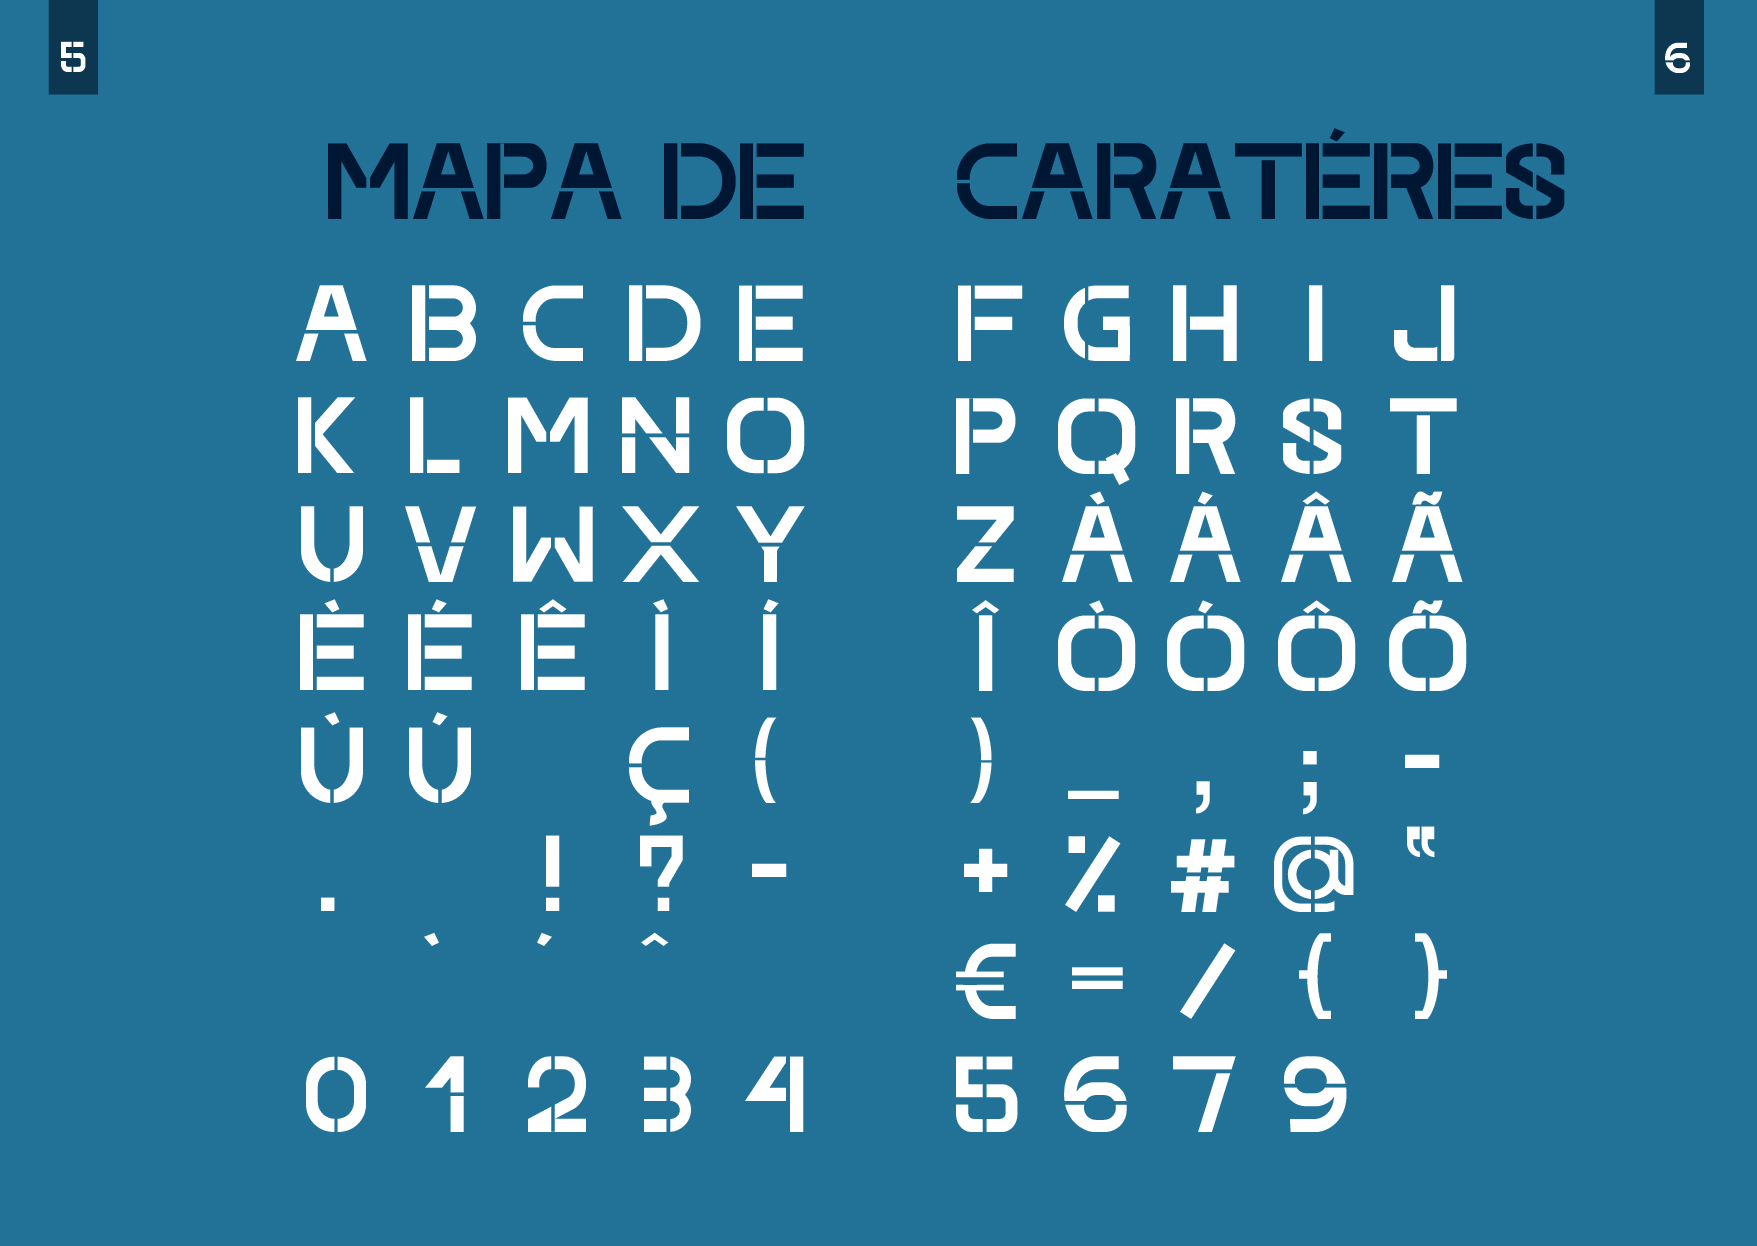 5 6
MAPA DE CARATÉRES
A B C D E F G H I J
K L M N O P Q R S T
U V W X Y Z À Á Â Ã
È É Ê Ì Í Î Ò Ó Ô Õ
Ù Ú Ç ( ) _ , ; -
. ! ? - + % # @ “
` ´ ^ € = / { }
0 1 2 3 4 5 6 7 9